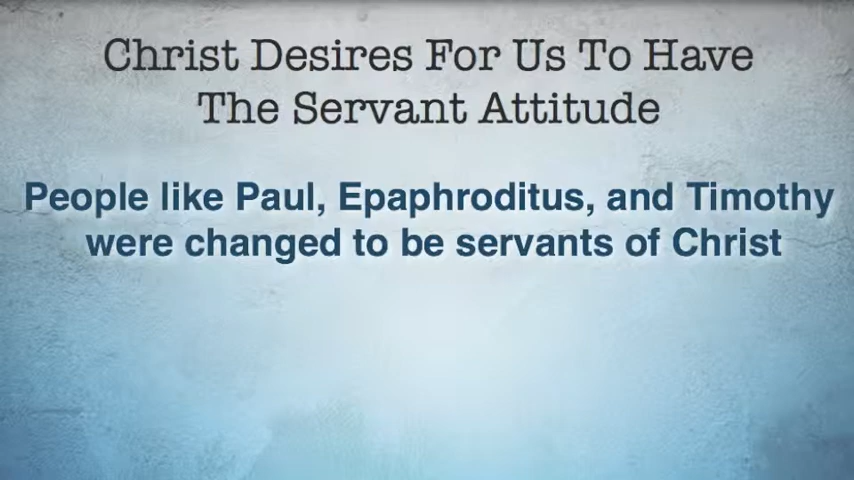 Christ Desires For Us To Have
The Servant Attitude
People like Paul, Epaphroditus, and Timothy
were changed to be servants of Christ